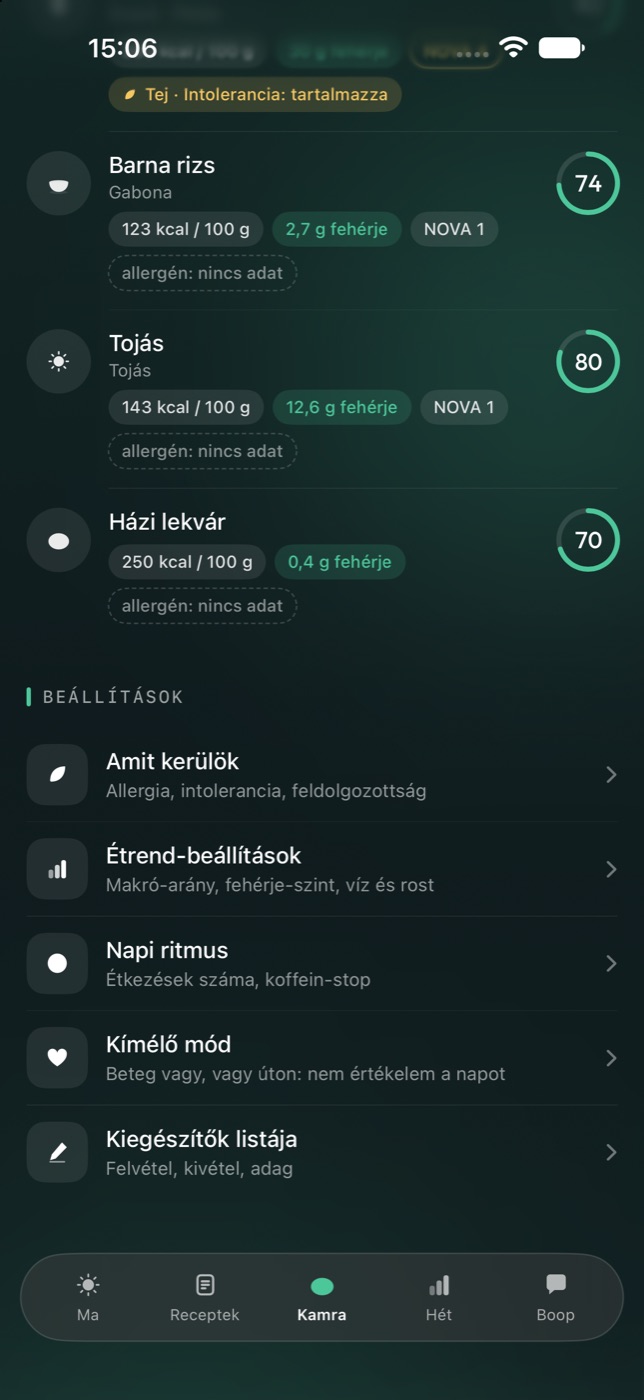 15:06
Tej · Intolerancia: tartalmazza
Barna rizs
74
Gabona
123 kcal / 100 g
2,7 g fehérje
NOVA 1
allergén: nincs adat
Tojás
80
Tojás
143 kcal / 100 g
12,6 g fehérje
NOVA 1
allergén: nincs adat
Házi lekvár
70
250 kcal / 100 g
0,4 g fehérje
allergén: nincs adat
BEÁLLÍTÁSOK
Amit kerülök
Allergia, intolerancia, feldolgozottság
Étrend-beállítások
Makró-arány, fehérje-szint, víz és rost
Napi ritmus
Étkezések száma, koffein-stop
Kímélő mód
Beteg vagy, vagy úton: nem értékelem a napot
Kiegészítők listája
Felvétel, kivétel, adag
Ma
Receptek
Kamra
Hét
Boop